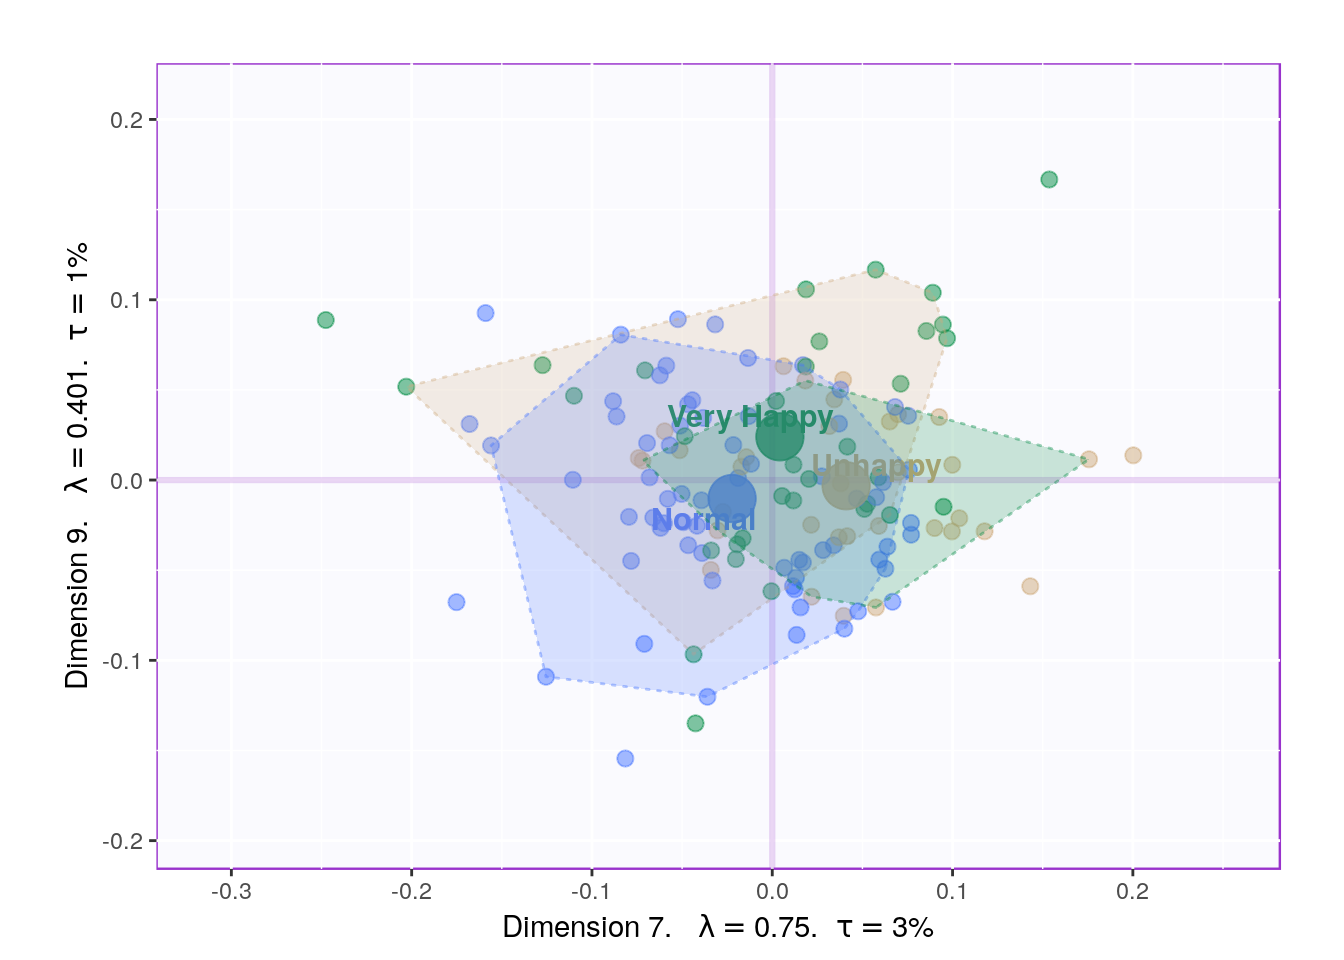 0.2
0.1
0.0
-0.1
-0.2
Dimension 9.   λ = 0.401.   τ = 1%
Very Happy
Unhappy
Normal
-0.3
-0.2
-0.1
0.0
0.1
0.2
Dimension 7.   λ = 0.75.   τ = 3%